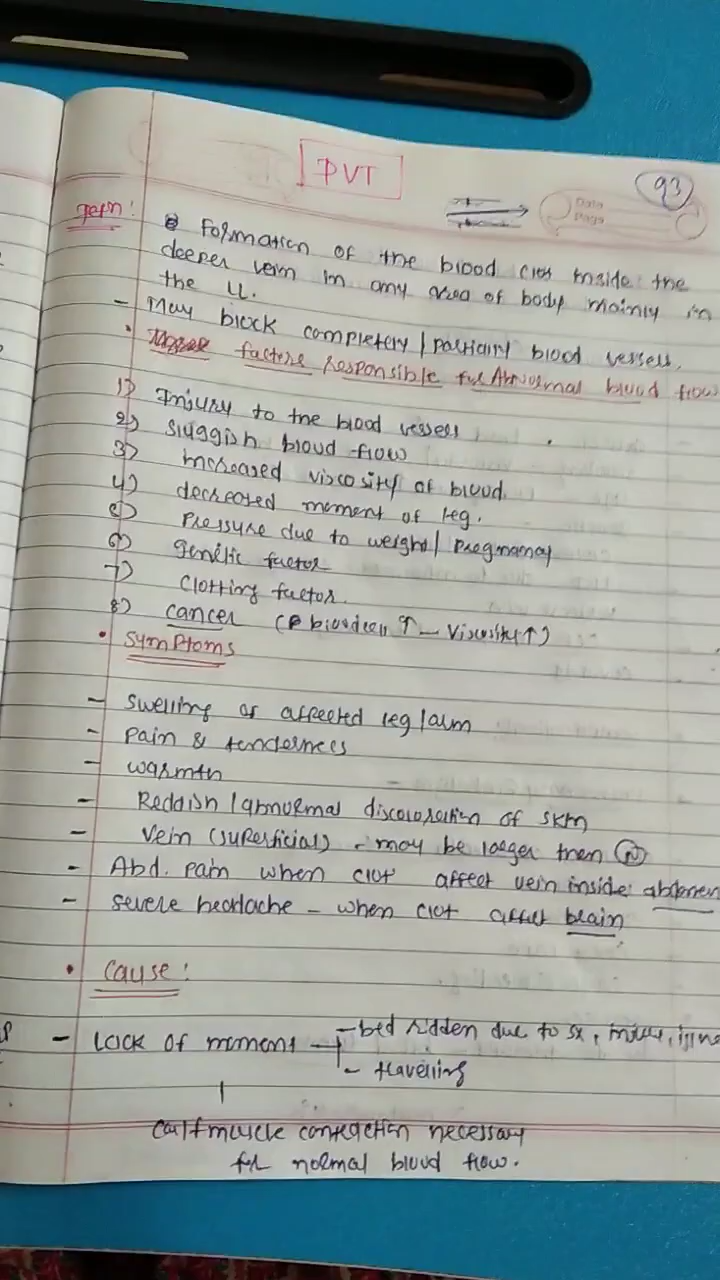 DVT
93
Data
Page
Defn:
Formation of the blood clot inside the
deeper vein in any area of body mainly in
the LL.
- May block completely / partially blood vessels.
• factors responsible for Abnormal blood flow
1) Injury to the blood vessels
2) Sluggish blood flow
3) increased viscosity of blood
4) decreased moment of leg.
5) Pressure due to weight / Pregnancy
6) genetic factor
7) Clotting factor
8) cancer ( ↑ - Viscosity ↑)
• Symptoms
- Swelling of affected leg / arm
- Pain & tenderness
- warmth
- Reddish / abnormal discoloration of skin
- Vein (superficial) - may be larger then (N)
- Abd. pain when clot affect vein inside abdomen
- severe headache - when clot affect brain
• Cause:
- Lack of moment - bed ridden due to sx,
- travelling
Calf muscle contraction necessary
for normal blood flow.